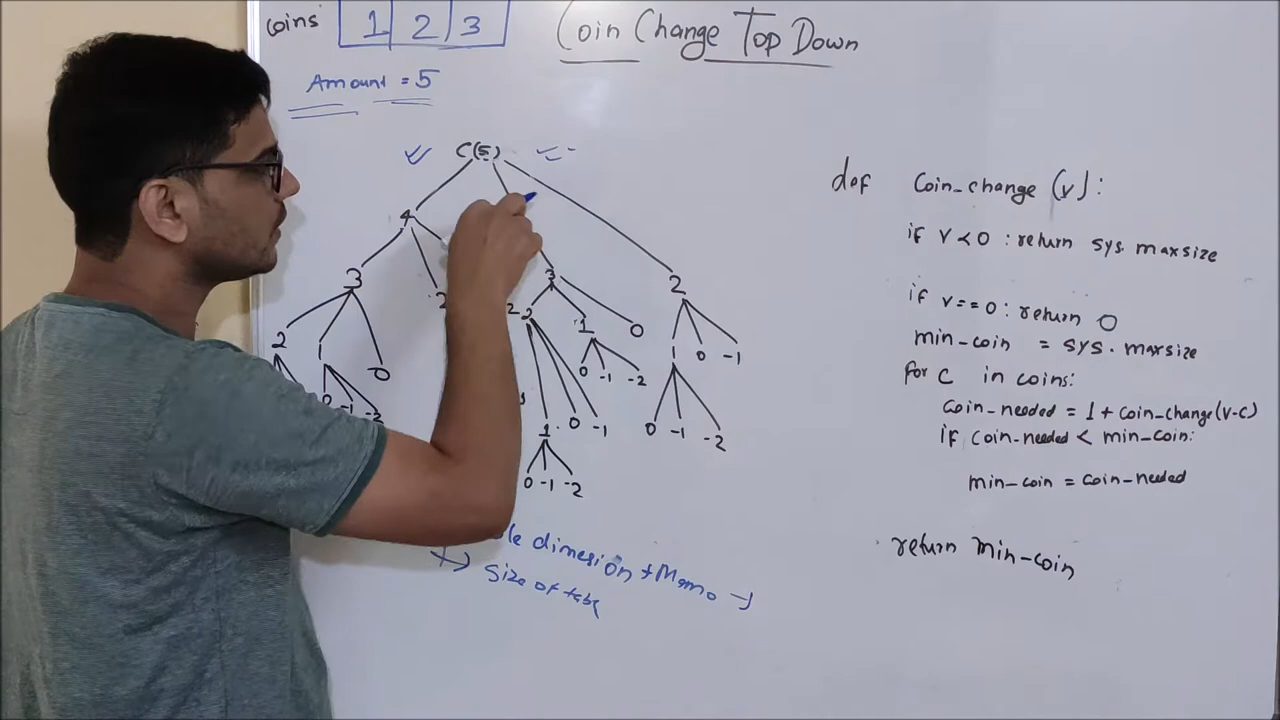 coins 1 2 3
Coin Change Top Down
Amount = 5
C(5)
4
3 2 3 2
2 1 0 2 1 0 1 0 -1
0 -1 -2 1 0 -1 0 -1 -2 0 -1 -2
0 -1 -2
dimesion + Memo
Size of
def Coin_change (v):
if v < 0 : return sys maxsize
if v == 0 : return 0
min-coin = sys. maxsize
for C in coins:
coin-needed = 1 + coin-change(v-c)
if coin-needed < min-coin:
min-coin = coin-needed
return min-coin